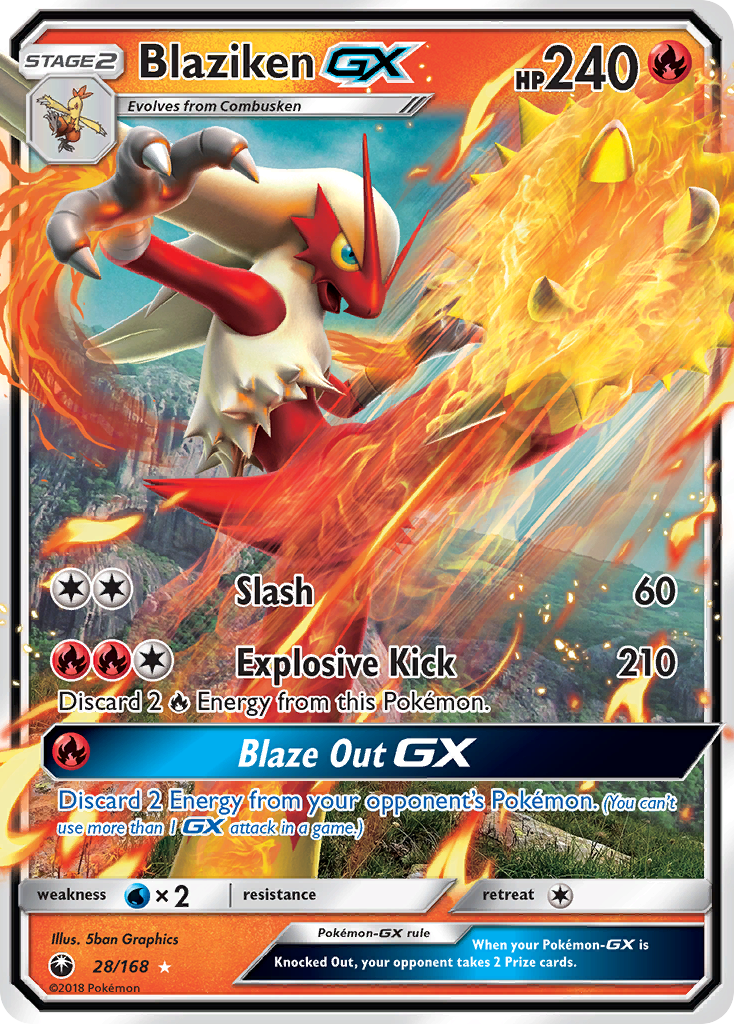 STAGE2 Blaziken GX HP240
Evolves from Combusken
Slash 60
Explosive Kick 210
Discard 2 Energy from this Pokémon.
Blaze Out GX
Discard 2 Energy from your opponent's Pokémon. (You can't
use more than 1 GX attack in a game.)
weakness ×2 resistance retreat
Illus. 5ban Graphics
28/168
©2018 Pokémon
Pokémon-GX rule
When your Pokémon-GX is
Knocked Out, your opponent takes 2 Prize cards.